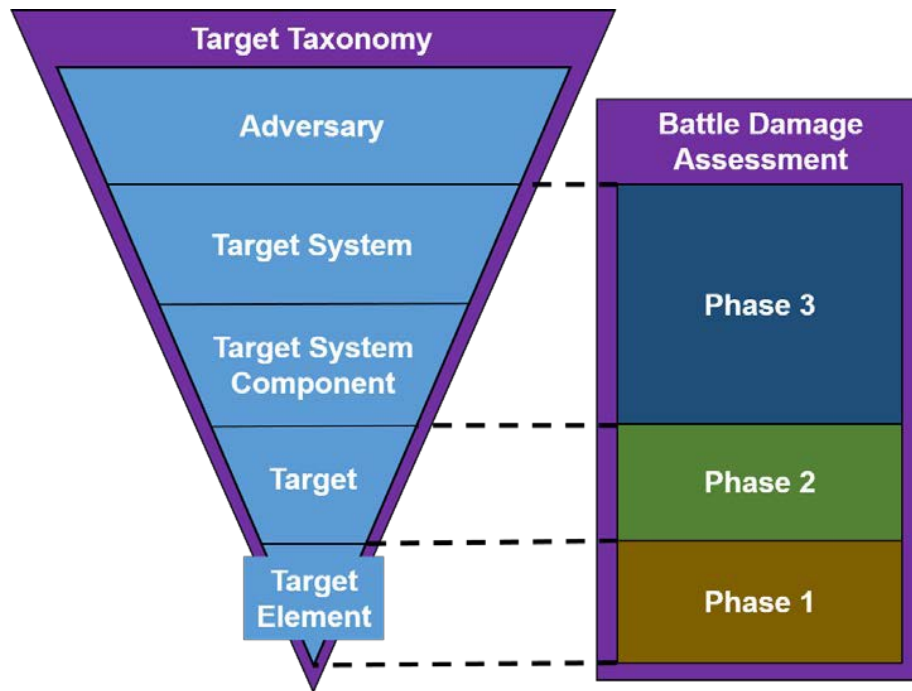 Target Taxonomy
Adversary
Target System
Target System
Component
Target
Target
Element
Battle Damage
Assessment
Phase 3
Phase 2
Phase 1